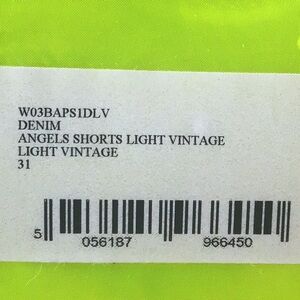 W03BAPS1DLV
DENIM
ANGELS SHORTS LIGHT VINTAGE
LIGHT VINTAGE
31
5 056187 966450